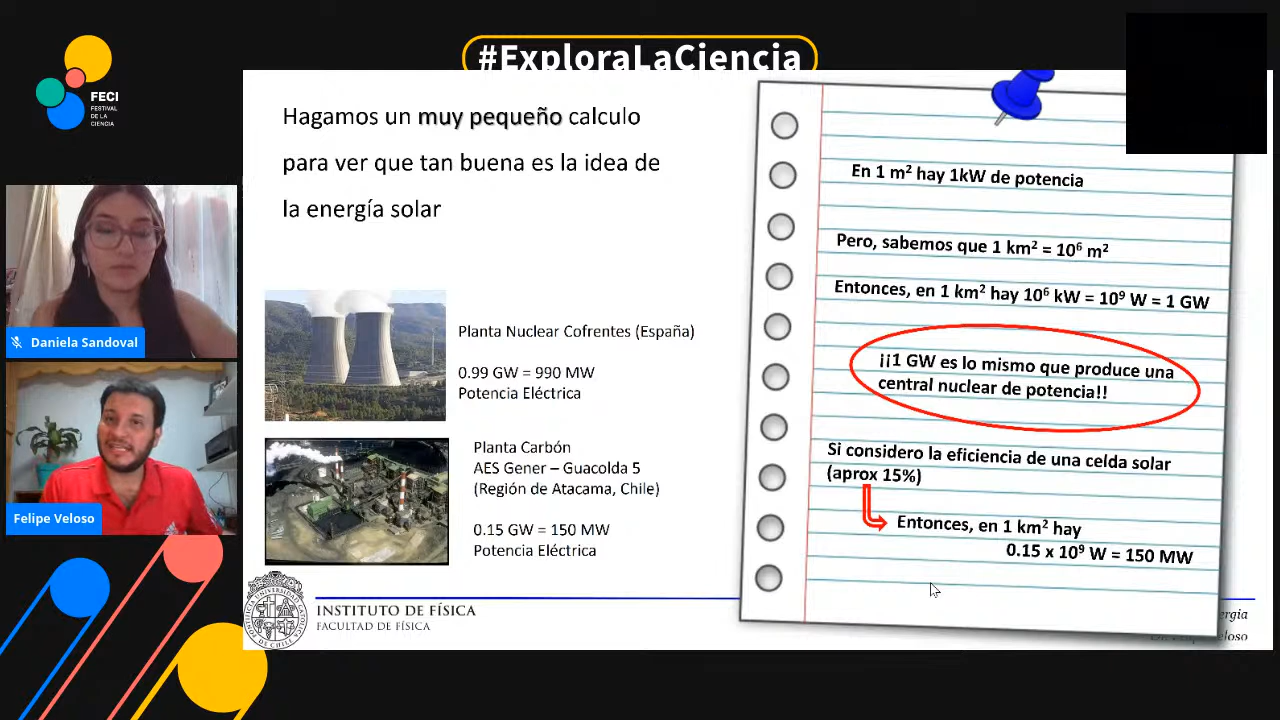 #ExploraLaCiencia
FECI
FESTIVAL
DE LA
CIENCIA
Hagamos un muy pequeño calculo
para ver que tan buena es la idea de
la energía solar
Planta Nuclear Cofrentes (España)
0.99 GW = 990 MW
Potencia Eléctrica
Planta Carbón
AES Gener – Guacolda 5
(Región de Atacama, Chile)
0.15 GW = 150 MW
Potencia Eléctrica
En 1 m² hay 1kW de potencia
Pero, sabemos que 1 km² = 10⁶ m²
Entonces, en 1 km² hay 10⁶ kW = 10⁹ W = 1 GW
¡¡1 GW es lo mismo que produce una
central nuclear de potencia!!
Si considero la eficiencia de una celda solar
(aprox 15%)
Entonces, en 1 km² hay
0.15 x 10⁹ W = 150 MW
Daniela Sandoval
Felipe Veloso
INSTITUTO DE FÍSICA
FACULTAD DE FÍSICA